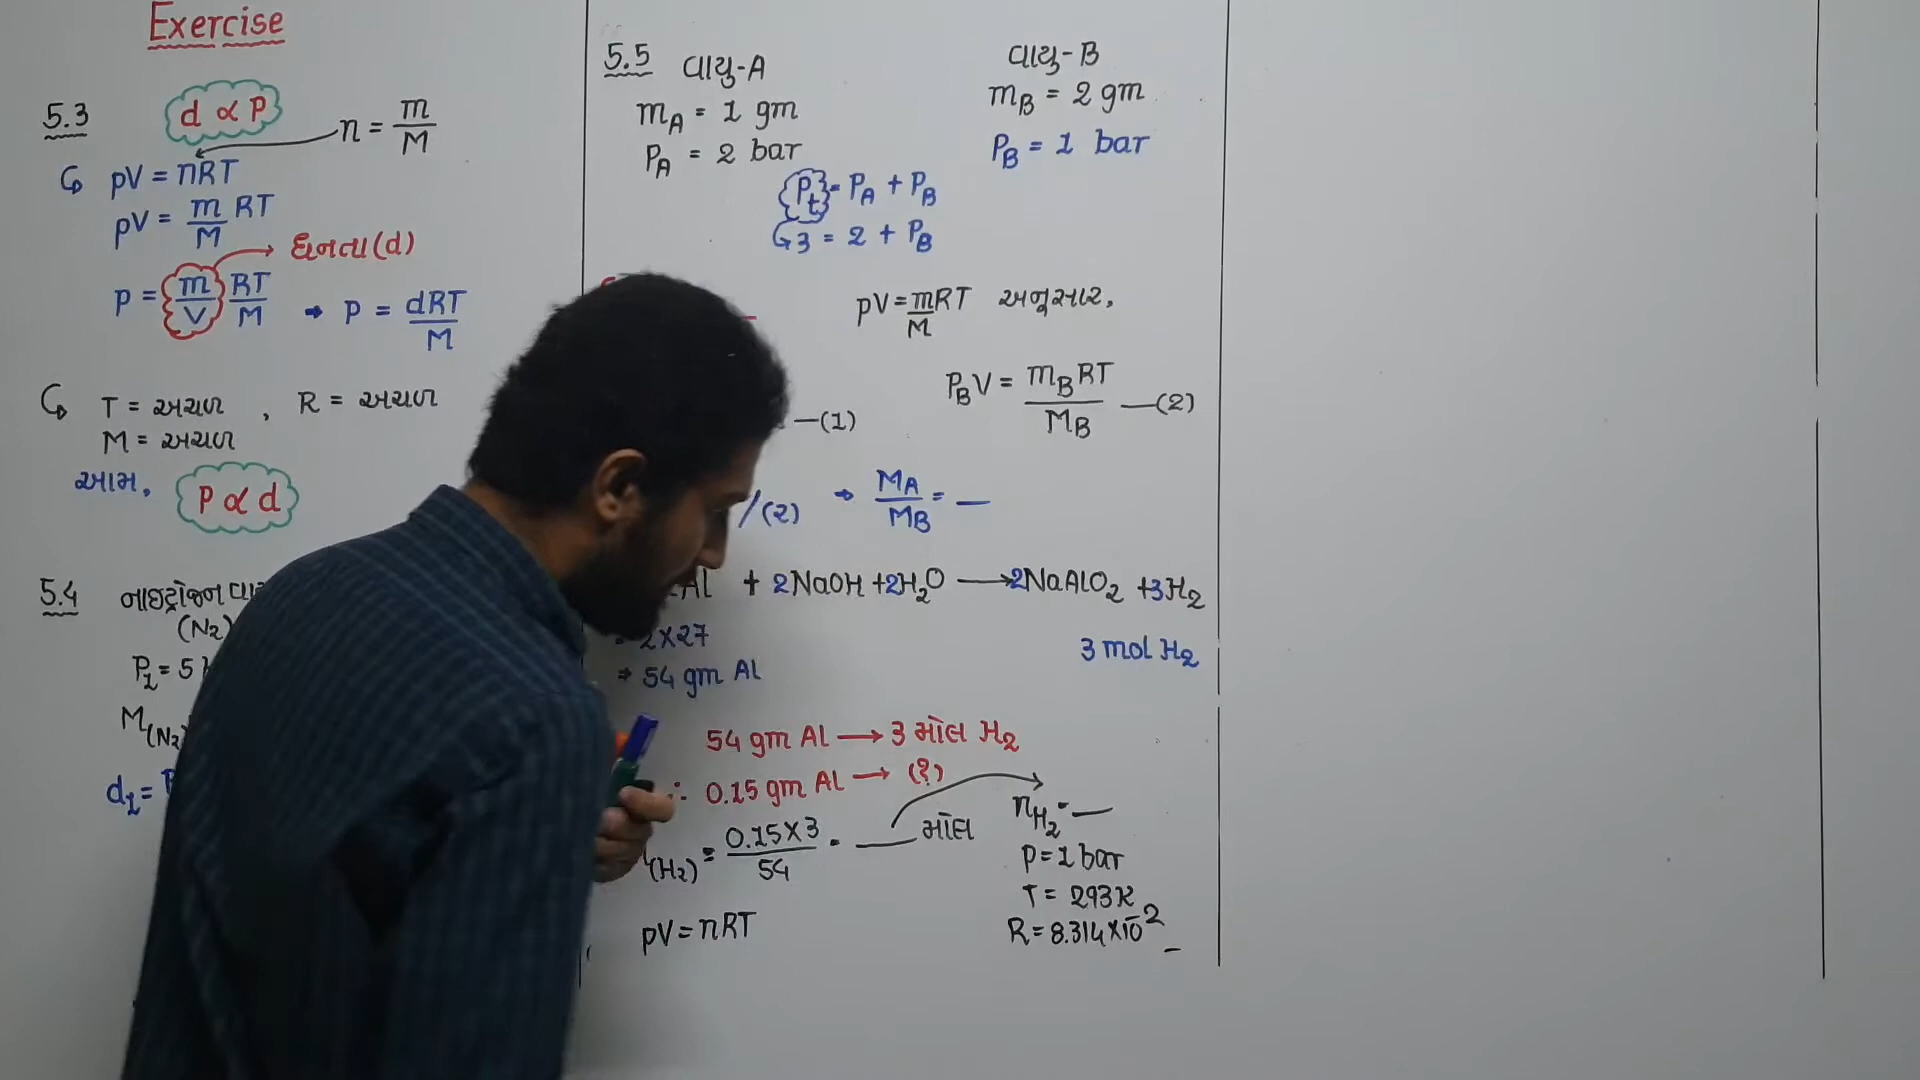 Exercise
5.3 d ∝ p n = m/M
pV = nRT
pV = m/M RT
ઘનતા(d)
p = m/V RT/M → P = dRT/M
T = અચળ , R = અચળ
M = અચળ
આમ, P ∝ d
5.4 નાઇટ્રોજન
(N2)
P1 = 5
M(N2)
d1 =
5.5 વાયુ-A વાયુ-B
mA = 1 gm mB = 2 gm
PA = 2 bar PB = 1 bar
Pt = PA + PB
3 = 2 + PB
pV = m/M RT અનુસાર,
—(1) PBV = mBRT/MB —(2)
/(2) → MA/MB = —
Al + 2NaOH + 2H2O → 2NaAlO2 + 3H2
2×27 3 mol H2
→ 54 gm Al
54 gm Al → 3 મોલ H2
∴ 0.15 gm Al → (?)
(H2) = 0.15×3/54 = ___ મોલ nH2 = —
p = 1 bar
T = 293K
pV = nRT R = 8.314×10^-2